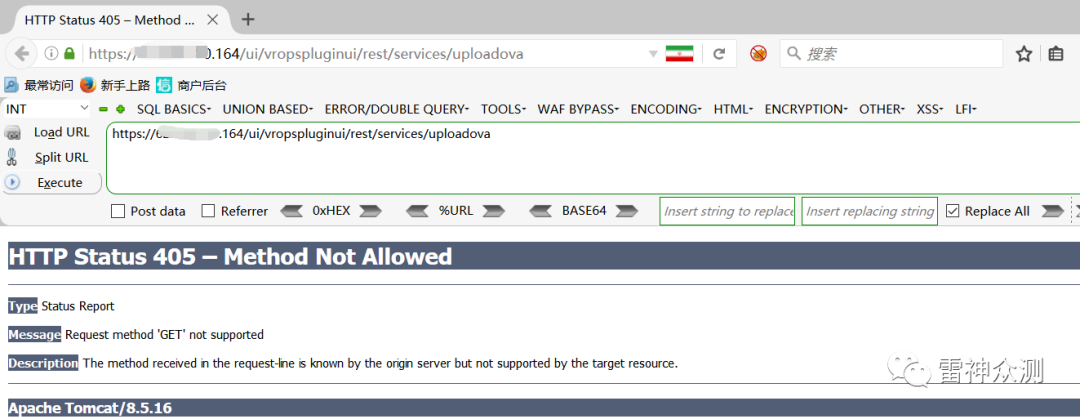 HTTP Status 405 – Method ...
https:// 0.164/ui/vropspluginui/rest/services/uploadova
搜索
最常访问 新手上路 商户后台
INT SQL BASICS- UNION BASED- ERROR/DOUBLE QUERY- TOOLS- WAF BYPASS- ENCODING- HTML- ENCRYPTION- OTHER- XSS- LFI-
Load URL
https://6 .164/ui/vropspluginui/rest/services/uploadova
Split URL
Execute
Post data Referrer 0xHEX %URL BASE64 Insert string to replace Insert replacing string Replace All
HTTP Status 405 – Method Not Allowed
Type Status Report
Message Request method 'GET' not supported
Description The method received in the request-line is known by the origin server but not supported by the target resource.
雷神众测
Apache Tomcat/8.5.16